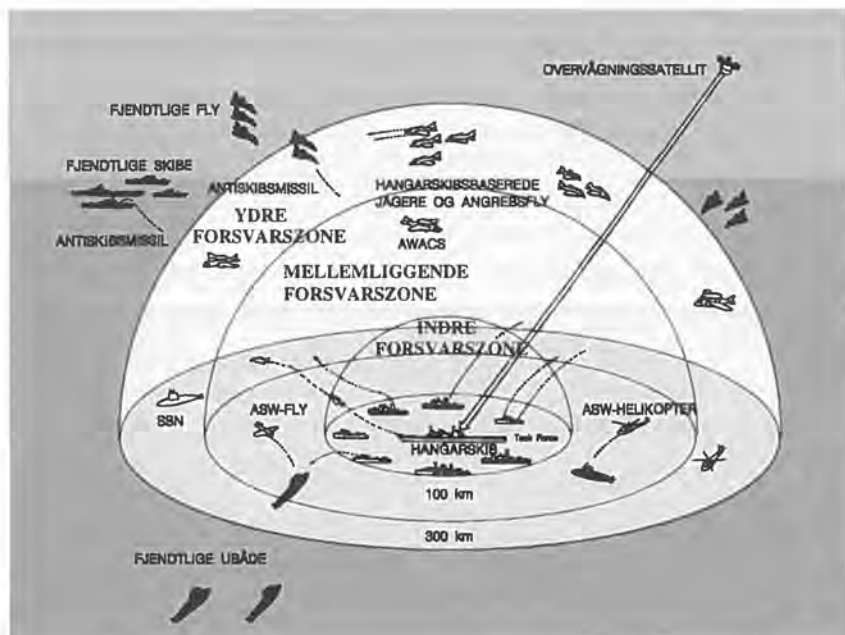 OVERVÅGNINGSSATELLIT
FJENDTLIGE FLY
FJENDTLIGE SKIBE
ANTISKIBSMISSIL
HANGARSKIBSBASEREDE
JAGERE OG ANGREBSFLY
YDRE
FORSVARSZONE
ANTISKIBSMISSIL
AWACS
MELLEMLIGGENDE
FORSVARSZONE
INDRE
FORSVARSZONE
SSN
ASW-FLY
ASW-HELIKOPTER
Task Force
HANGARSKIB
100 km
300 km
FJENDTLIGE UBÅDE